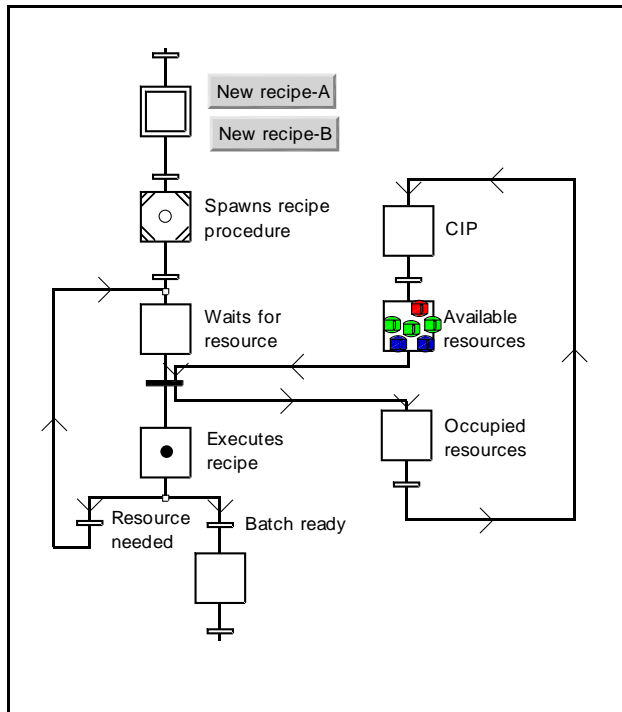 New recipe-A
New recipe-B
Spawns recipe
procedure
CIP
Waits for
resource
Available
resources
Executes
recipe
Occupied
resources
Resource
needed
Batch ready